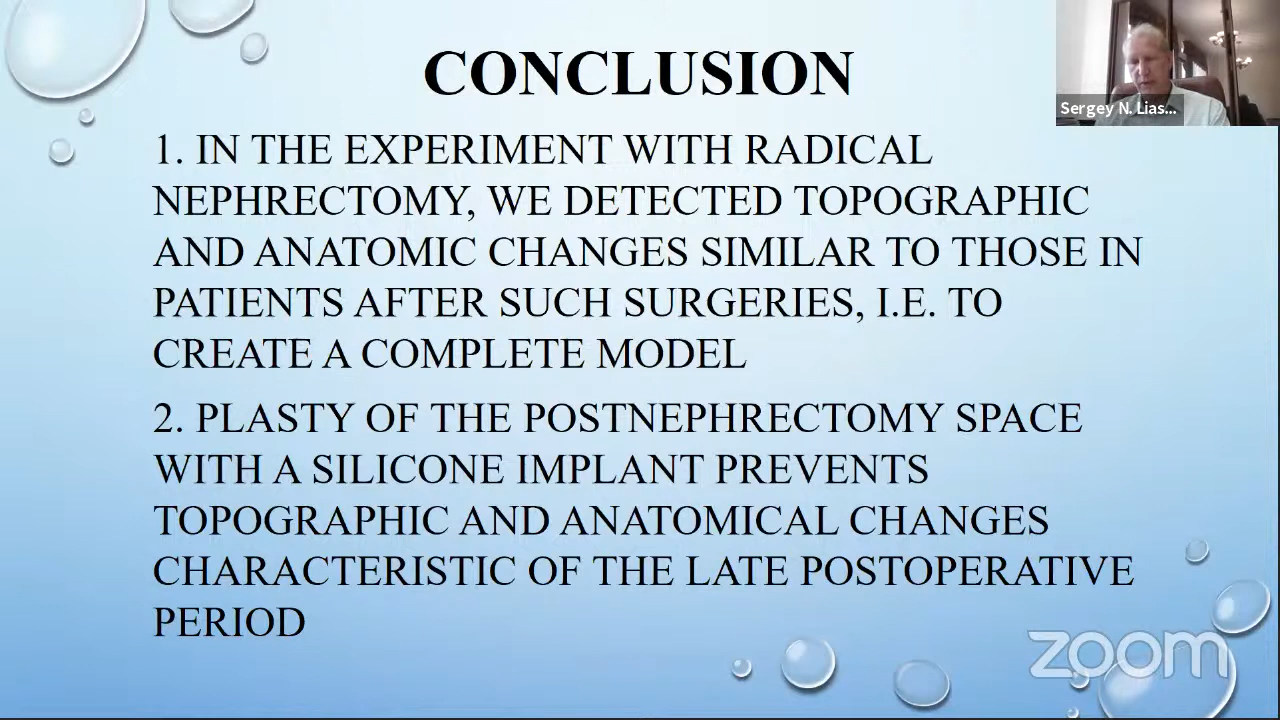 CONCLUSION
Sergey N. Lias...
1. IN THE EXPERIMENT WITH RADICAL
NEPHRECTOMY, WE DETECTED TOPOGRAPHIC
AND ANATOMIC CHANGES SIMILAR TO THOSE IN
PATIENTS AFTER SUCH SURGERIES, I.E. TO
CREATE A COMPLETE MODEL
2. PLASTY OF THE POSTNEPHRECTOMY SPACE
WITH A SILICONE IMPLANT PREVENTS
TOPOGRAPHIC AND ANATOMICAL CHANGES
CHARACTERISTIC OF THE LATE POSTOPERATIVE
PERIOD
zoom